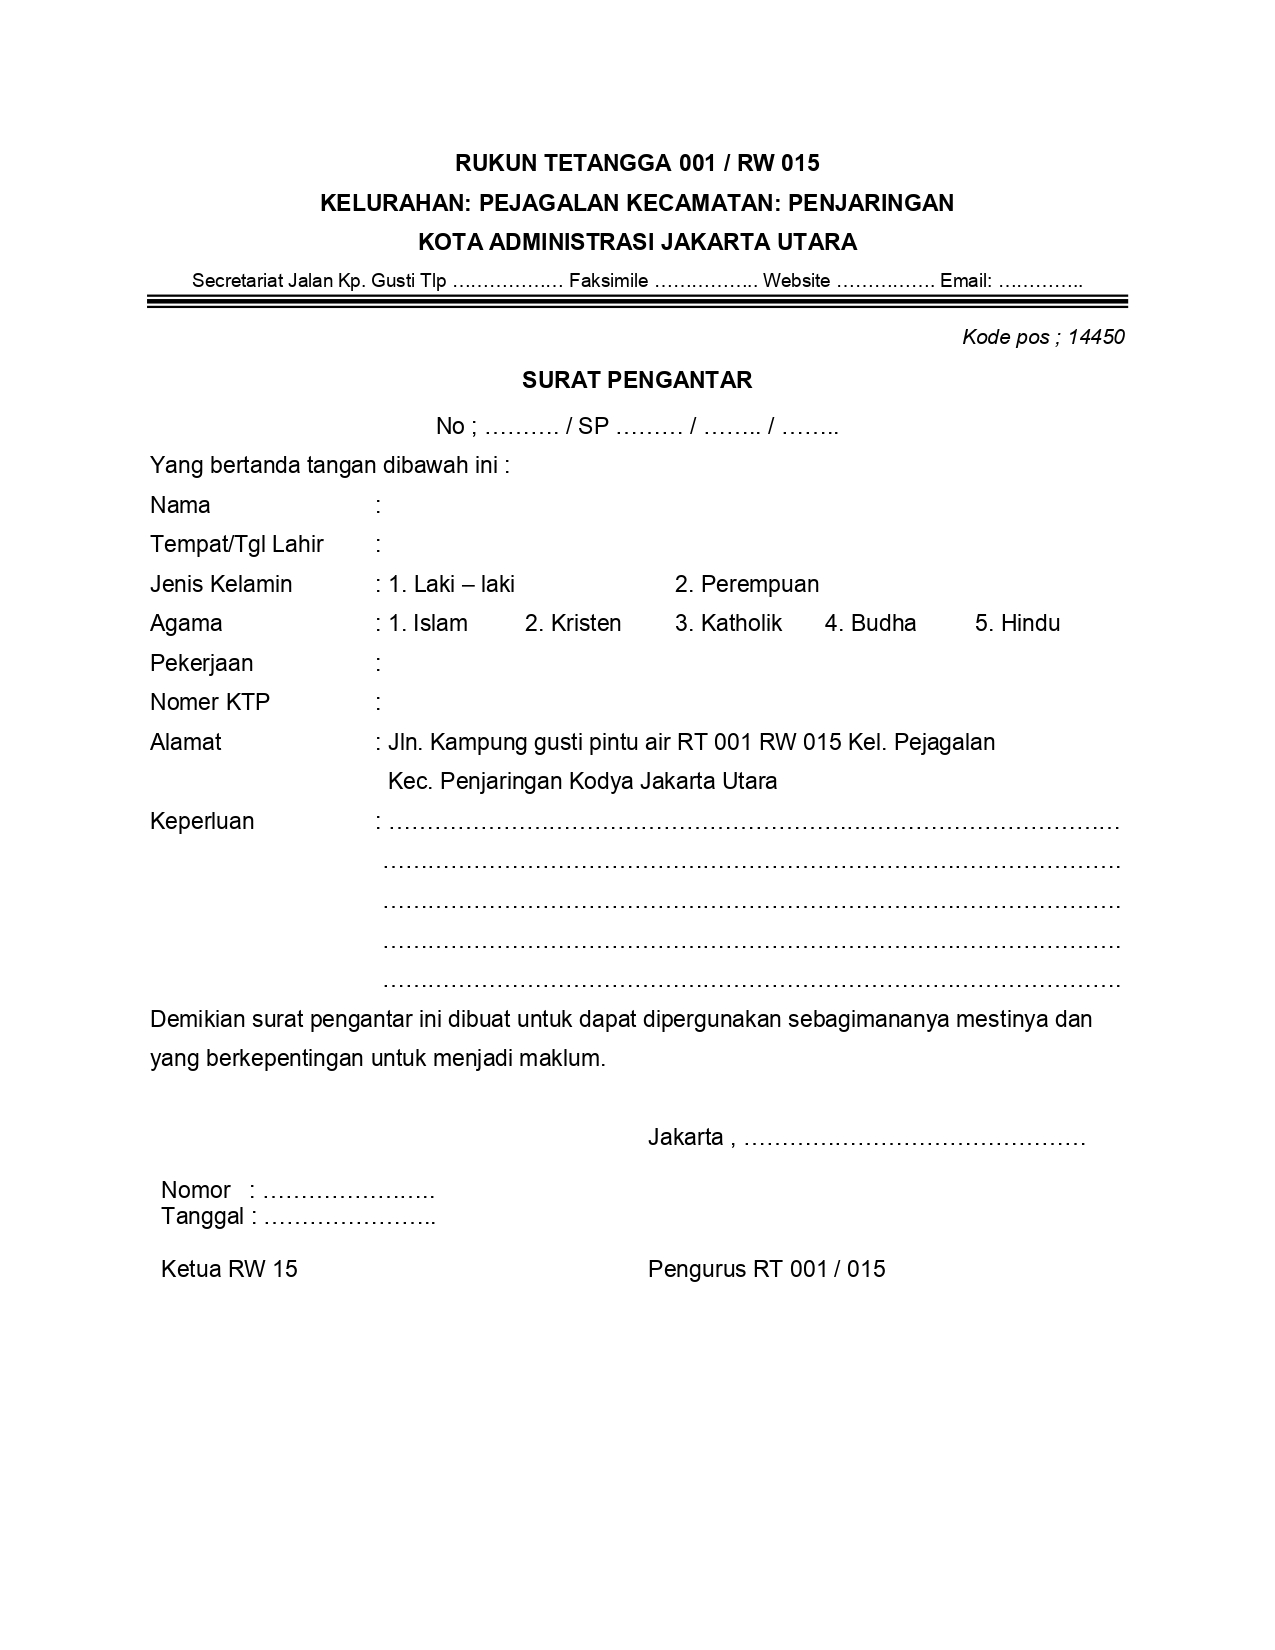 RUKUN TETANGGA 001 / RW 015
KELURAHAN: PEJAGALAN KECAMATAN: PENJARINGAN
KOTA ADMINISTRASI JAKARTA UTARA
Secretariat Jalan Kp. Gusti Tlp ……………… Faksimile …………….. Website ……………. Email: …………..
Kode pos ; 14450
SURAT PENGANTAR
No ; ………. / SP ……… / …….. / ……..
Yang bertanda tangan dibawah ini :
Nama :
Tempat/Tgl Lahir :
Jenis Kelamin : 1. Laki – laki 2. Perempuan
Agama : 1. Islam 2. Kristen 3. Katholik 4. Budha 5. Hindu
Pekerjaan :
Nomer KTP :
Alamat : Jln. Kampung gusti pintu air RT 001 RW 015 Kel. Pejagalan
Kec. Penjaringan Kodya Jakarta Utara
Keperluan : ……………………………………………………………………………………
…………………………………………………………………………………….
…………………………………………………………………………………….
…………………………………………………………………………………….
…………………………………………………………………………………….
Demikian surat pengantar ini dibuat untuk dapat dipergunakan sebagimananya mestinya dan
yang berkepentingan untuk menjadi maklum.
Jakarta , ………………………………………
Nomor : …………………..
Tanggal : …………………..
Ketua RW 15 Pengurus RT 001 / 015